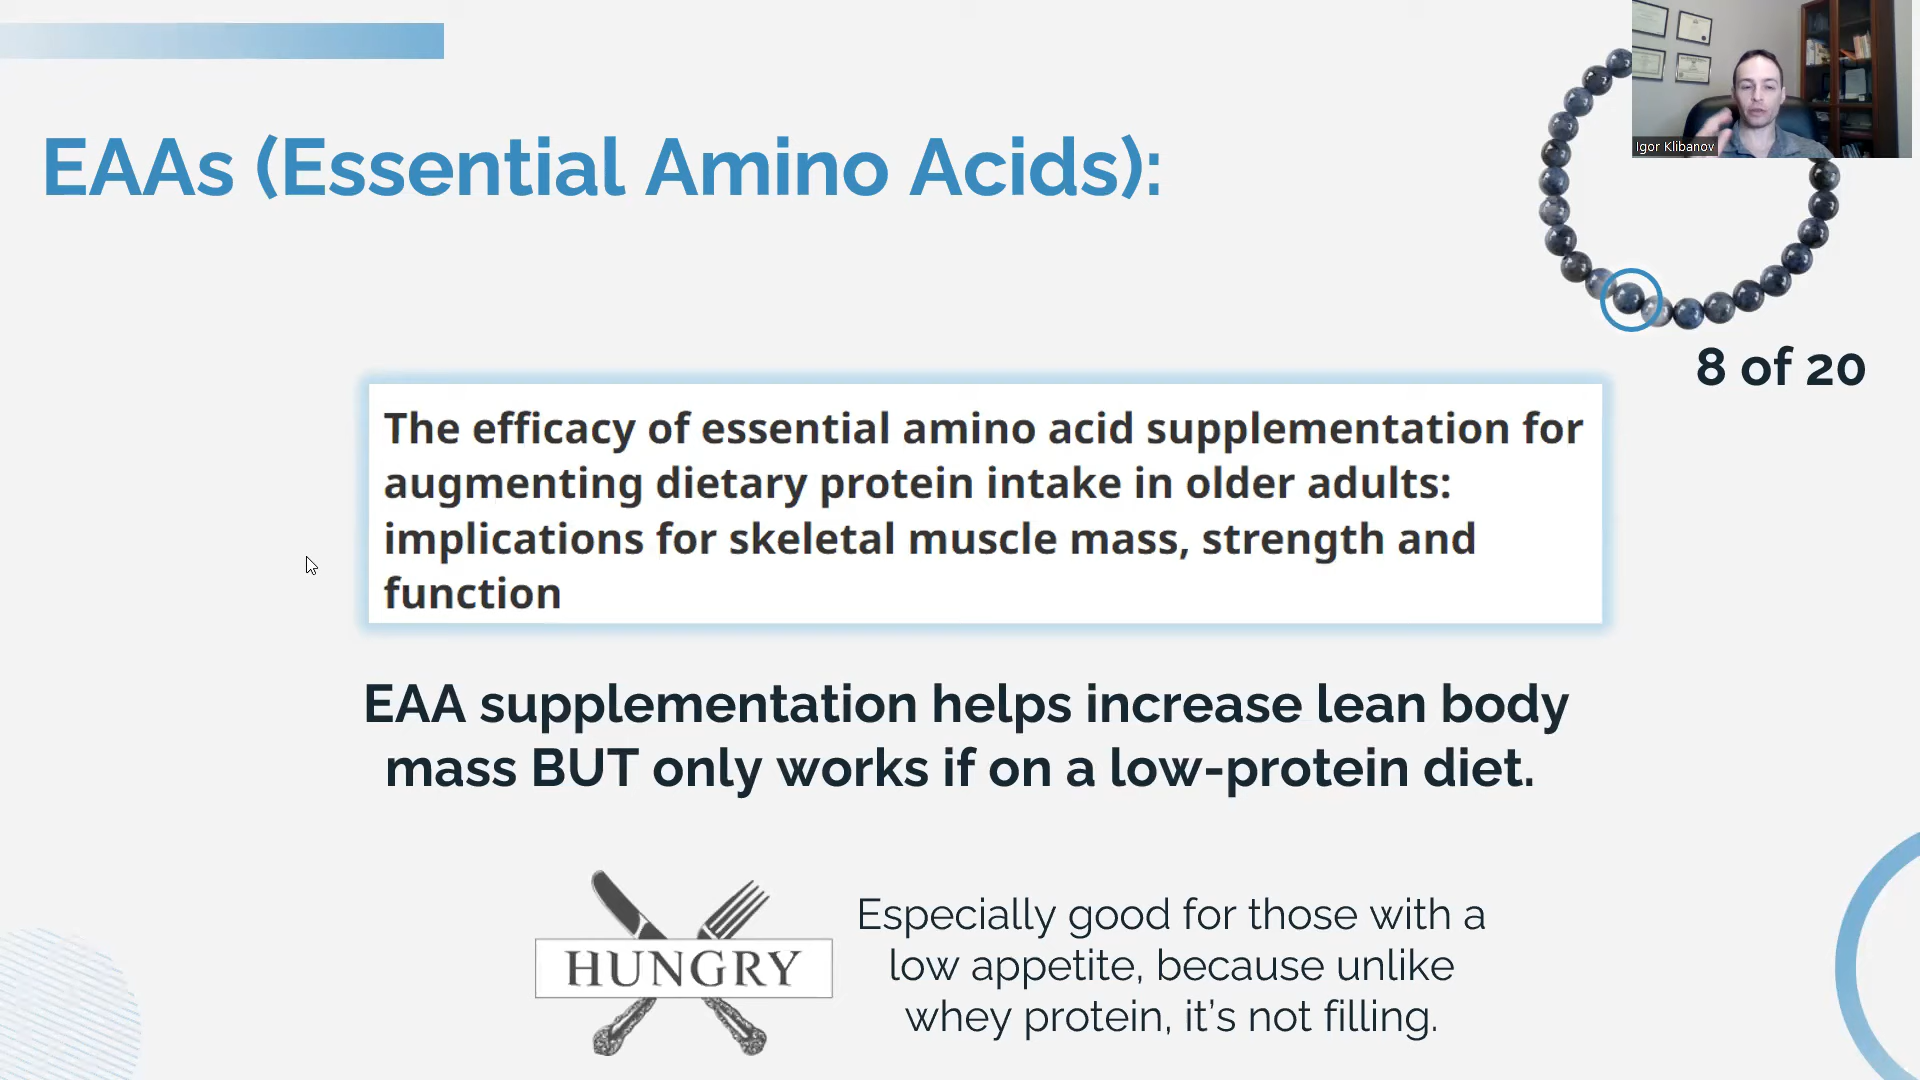 Igor Klibanov
EAAs (Essential Amino Acids):
8 of 20
The efficacy of essential amino acid supplementation for
augmenting dietary protein intake in older adults:
implications for skeletal muscle mass, strength and
function
EAA supplementation helps increase lean body
mass BUT only works if on a low-protein diet.
HUNGRY
Especially good for those with a
low appetite, because unlike
whey protein, it's not filling.